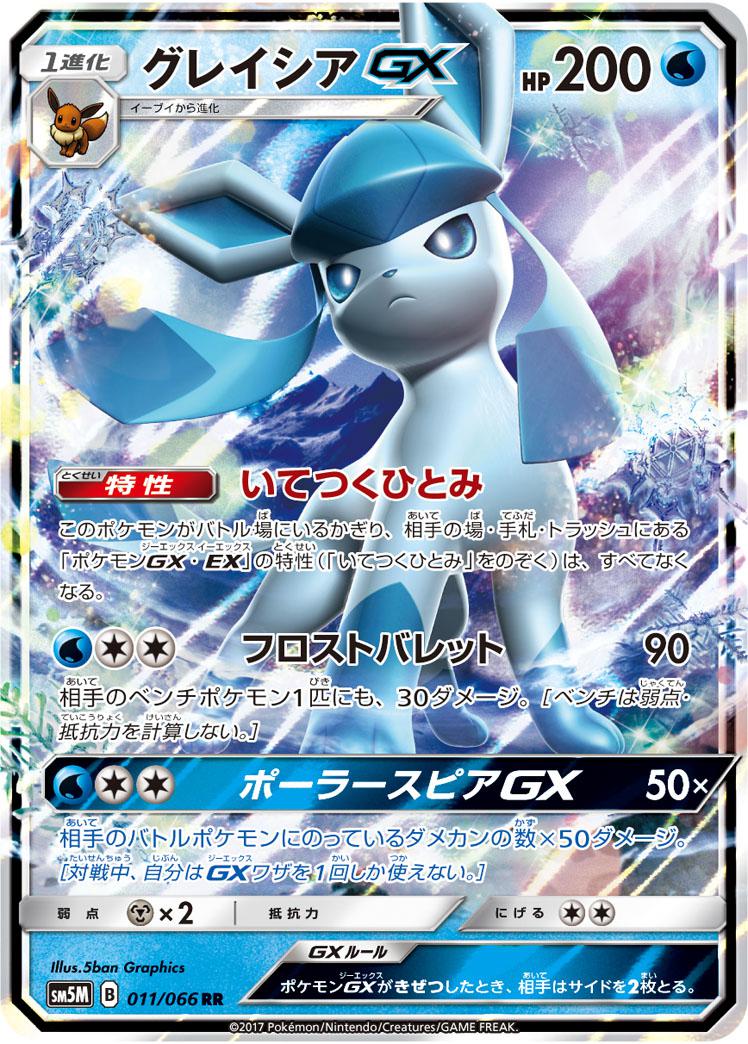 1進化
グレイシアGX
HP 200
イーブイから進化
とくせい
特性 いてつくひとみ
このポケモンがバトル場にいるかぎり、相手の場・手札・トラッシュにある
「ポケモンGX・EX」の特性(「いてつくひとみ」をのぞく)は、すべてなく
なる。
フロストバレット 90
相手のベンチポケモン1匹にも、30ダメージ。[ベンチは弱点・
抵抗力を計算しない。]
ポーラースピアGX 50×
相手のバトルポケモンにのっているダメカンの数×50ダメージ。
[対戦中、自分はGXワザを1回しか使えない。]
弱点 ×2 抵抗力 にげる
GXルール
ポケモンGXがきぜつしたとき、相手はサイドを2枚とる。
Illus.5ban Graphics
SM5M B 011/066 RR
©2017 Pokémon/Nintendo/Creatures/GAME FREAK.